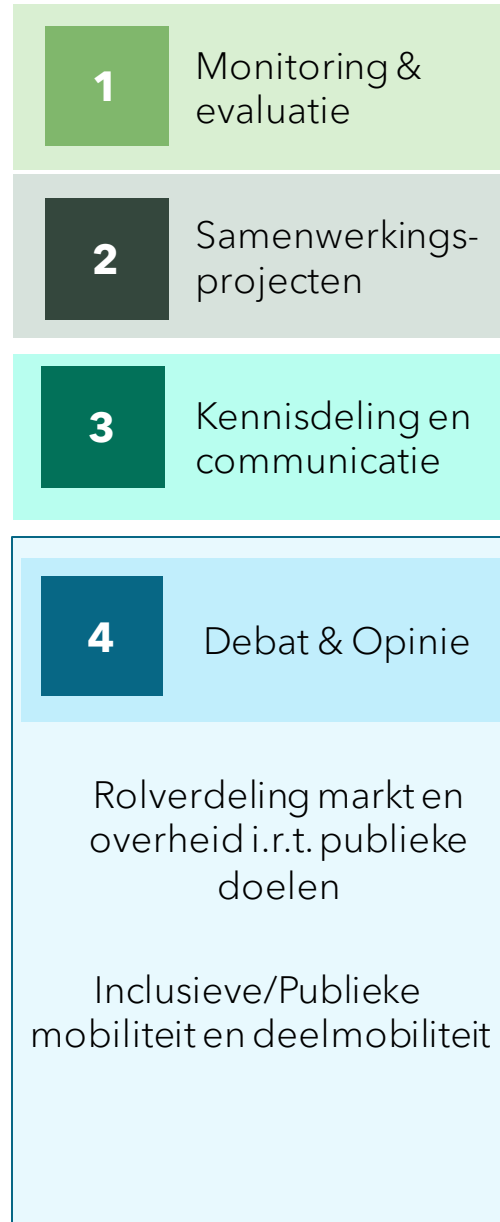 1
Monitoring &
evaluatie
2
Samenwerkings-
projecten
3
Kennisdeling en
communicatie
4
Debat & Opinie
Rolverdeling markt en
overheid i.r.t. publieke
doelen
Inclusieve/Publieke
mobiliteit en deelmobiliteit